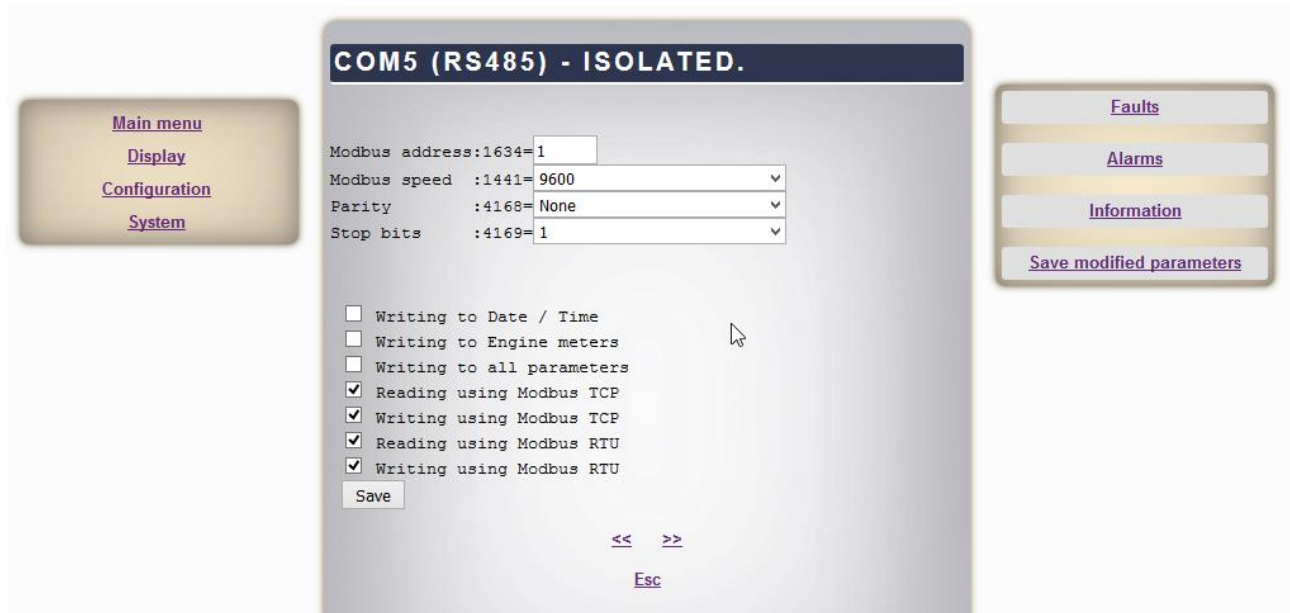 COM5 (RS485) - ISOLATED.
Main menu
Display
Configuration
System
Modbus address:1634=1
Modbus speed  :1441=9600
Parity        :4168=None
Stop bits     :4169=1
Writing to Date / Time
Writing to Engine meters
Writing to all parameters
Reading using Modbus TCP
Writing using Modbus TCP
Reading using Modbus RTU
Writing using Modbus RTU
Save
<< >>
Esc
Faults
Alarms
Information
Save modified parameters